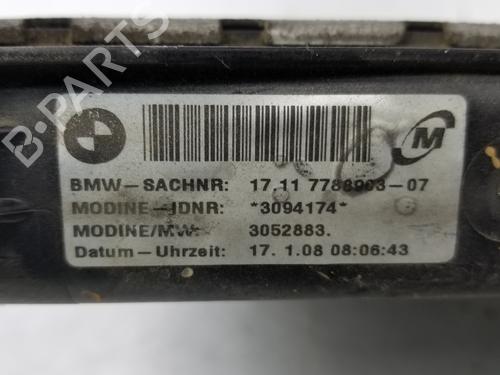 B-PARTS
BMW-SACHNR: 17.11 7788903-07
MODINE-IDNR: *3094174*
MODINE/MW: 3052883.
Datum-Uhrzeit: 17. 1.08 08:06:43
M